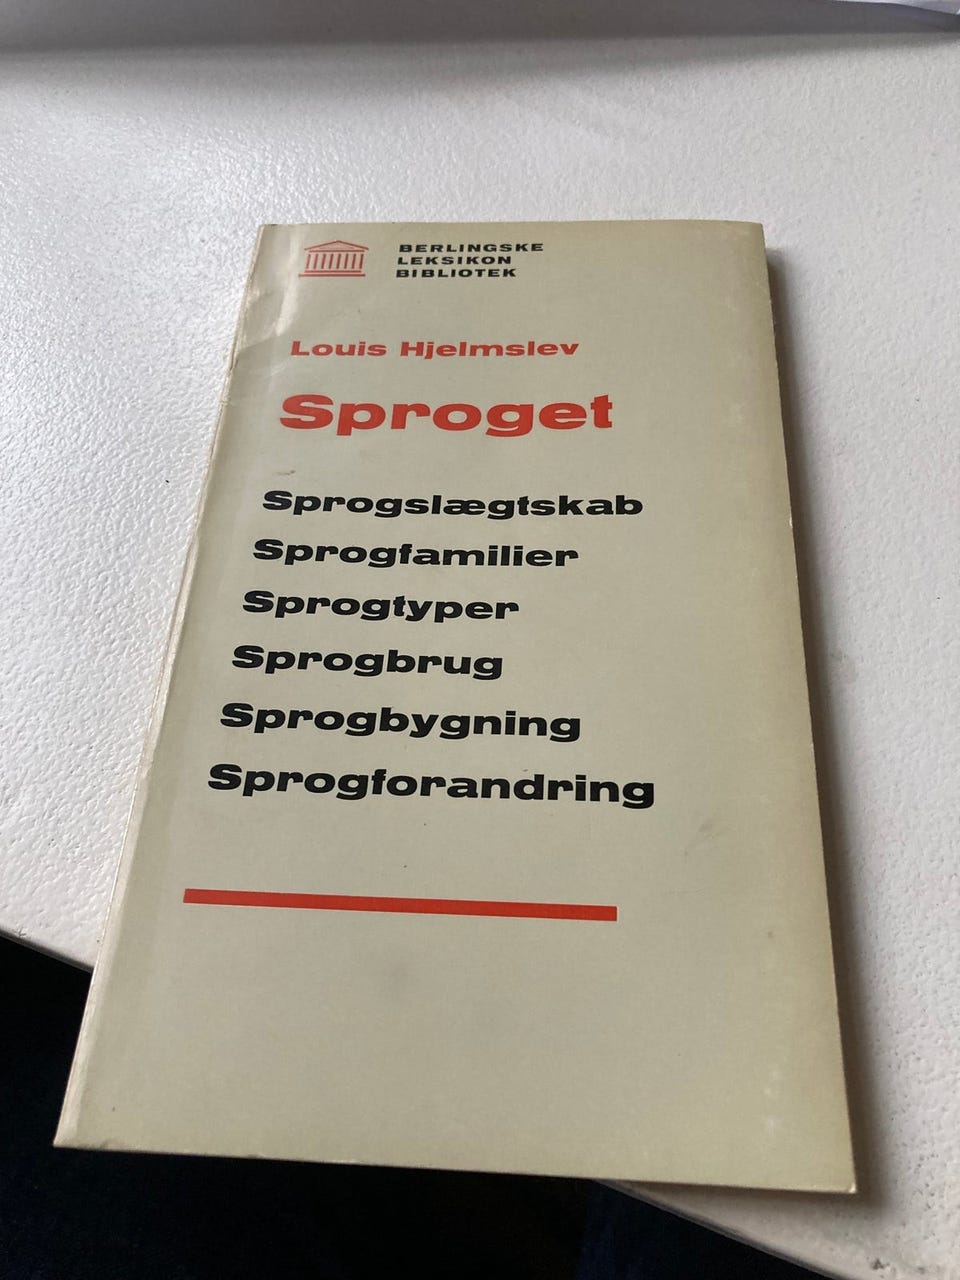 BERLINGSKE
LEKSIKON
BIBLIOTEK
Louis Hjelmslev
Sproget
Sprogslægtskab
Sprogfamilier
Sprogtyper
Sprogbrug
Sprogbygning
Sprogforandring